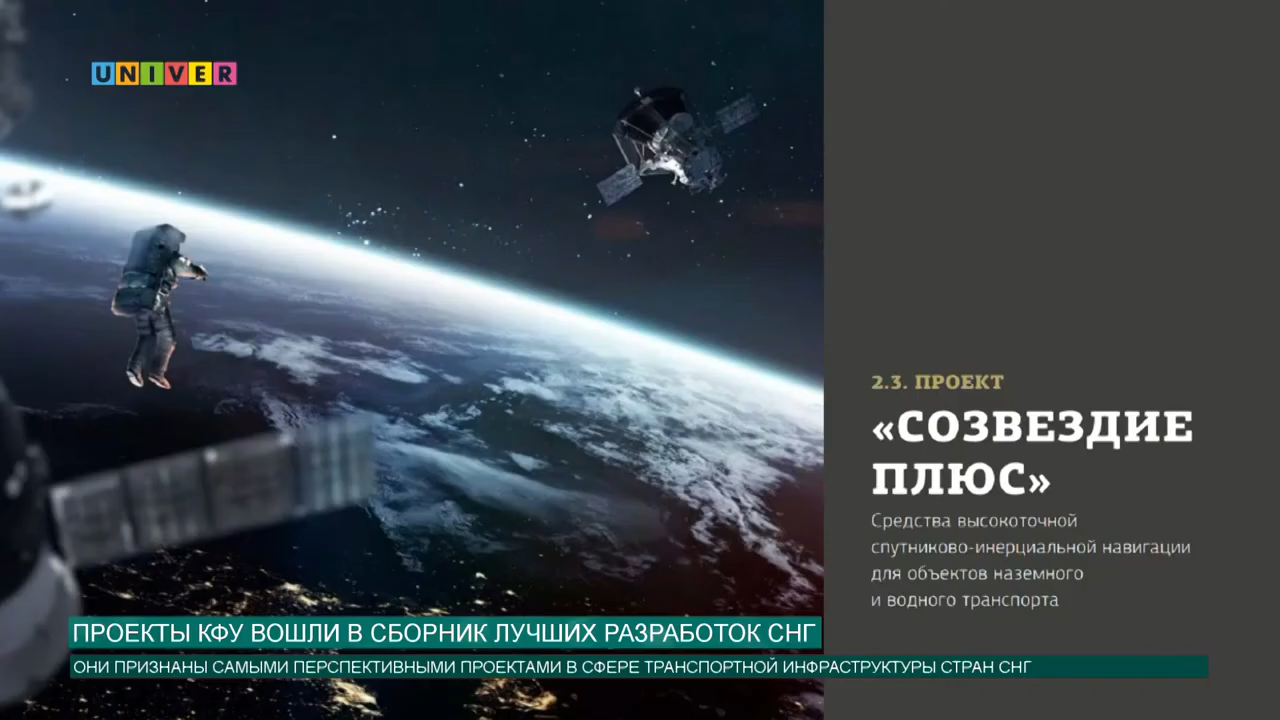 UNIVER
2.3. ПРОЕКТ
«СОЗВЕЗДИЕ
ПЛЮС»
Средства высокоточной
спутниково-инерциальной навигации
для объектов наземного
и водного транспорта
ПРОЕКТЫ КФУ ВОШЛИ В СБОРНИК ЛУЧШИХ РАЗРАБОТОК СНГ
ОНИ ПРИЗНАНЫ САМЫМИ ПЕРСПЕКТИВНЫМИ ПРОЕКТАМИ В СФЕРЕ ТРАНСПОРТНОЙ ИНФРАСТРУКТУРЫ СТРАН СНГ